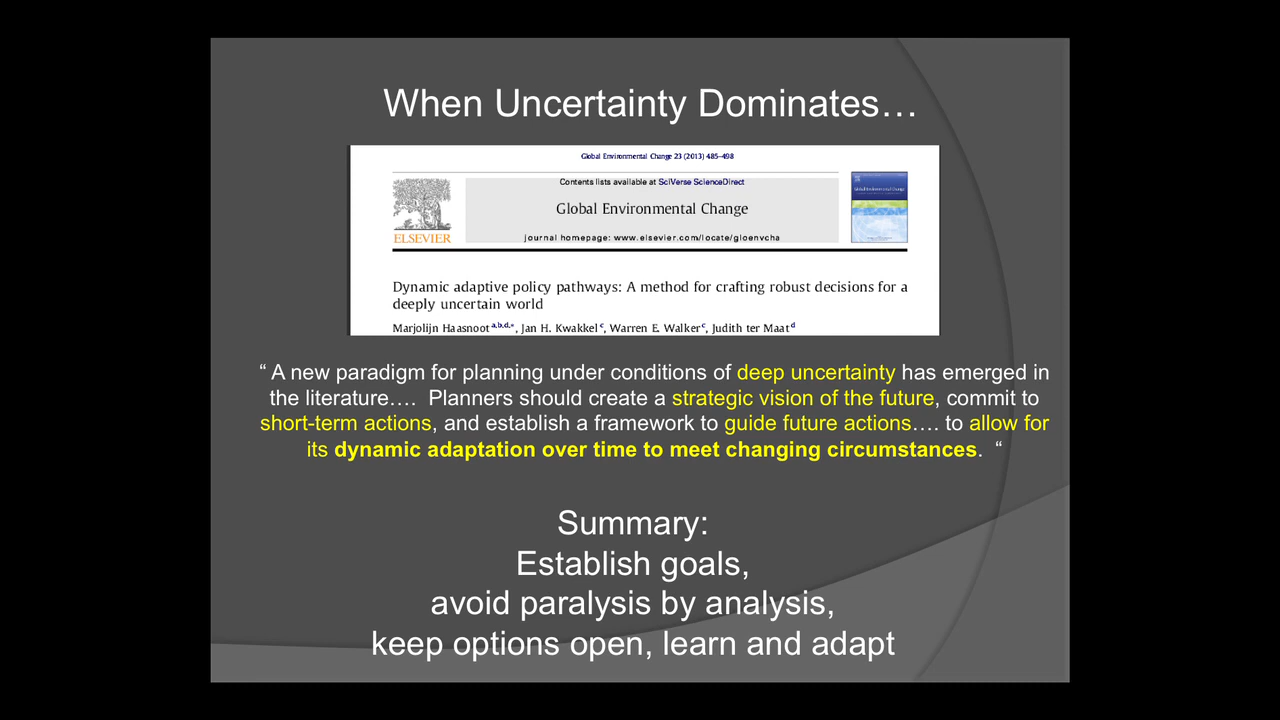 When Uncertainty Dominates…
Global Environmental Change 23 (2013) 485–498
Contents lists available at SciVerse ScienceDirect
Global Environmental Change
journal homepage: www.elsevier.com/locate/gloenvcha
ELSEVIER
Global Environmental Change
Dynamic adaptive policy pathways: A method for crafting robust decisions for a
deeply uncertain world
Marjolijn Haasnoot a,b,d,*, Jan H. Kwakkel c, Warren E. Walker c, Judith ter Maat d
“ A new paradigm for planning under conditions of deep uncertainty has emerged in
the literature…. Planners should create a strategic vision of the future, commit to
short-term actions, and establish a framework to guide future actions…. to allow for
its dynamic adaptation over time to meet changing circumstances. “
Summary:
Establish goals,
avoid paralysis by analysis,
keep options open, learn and adapt